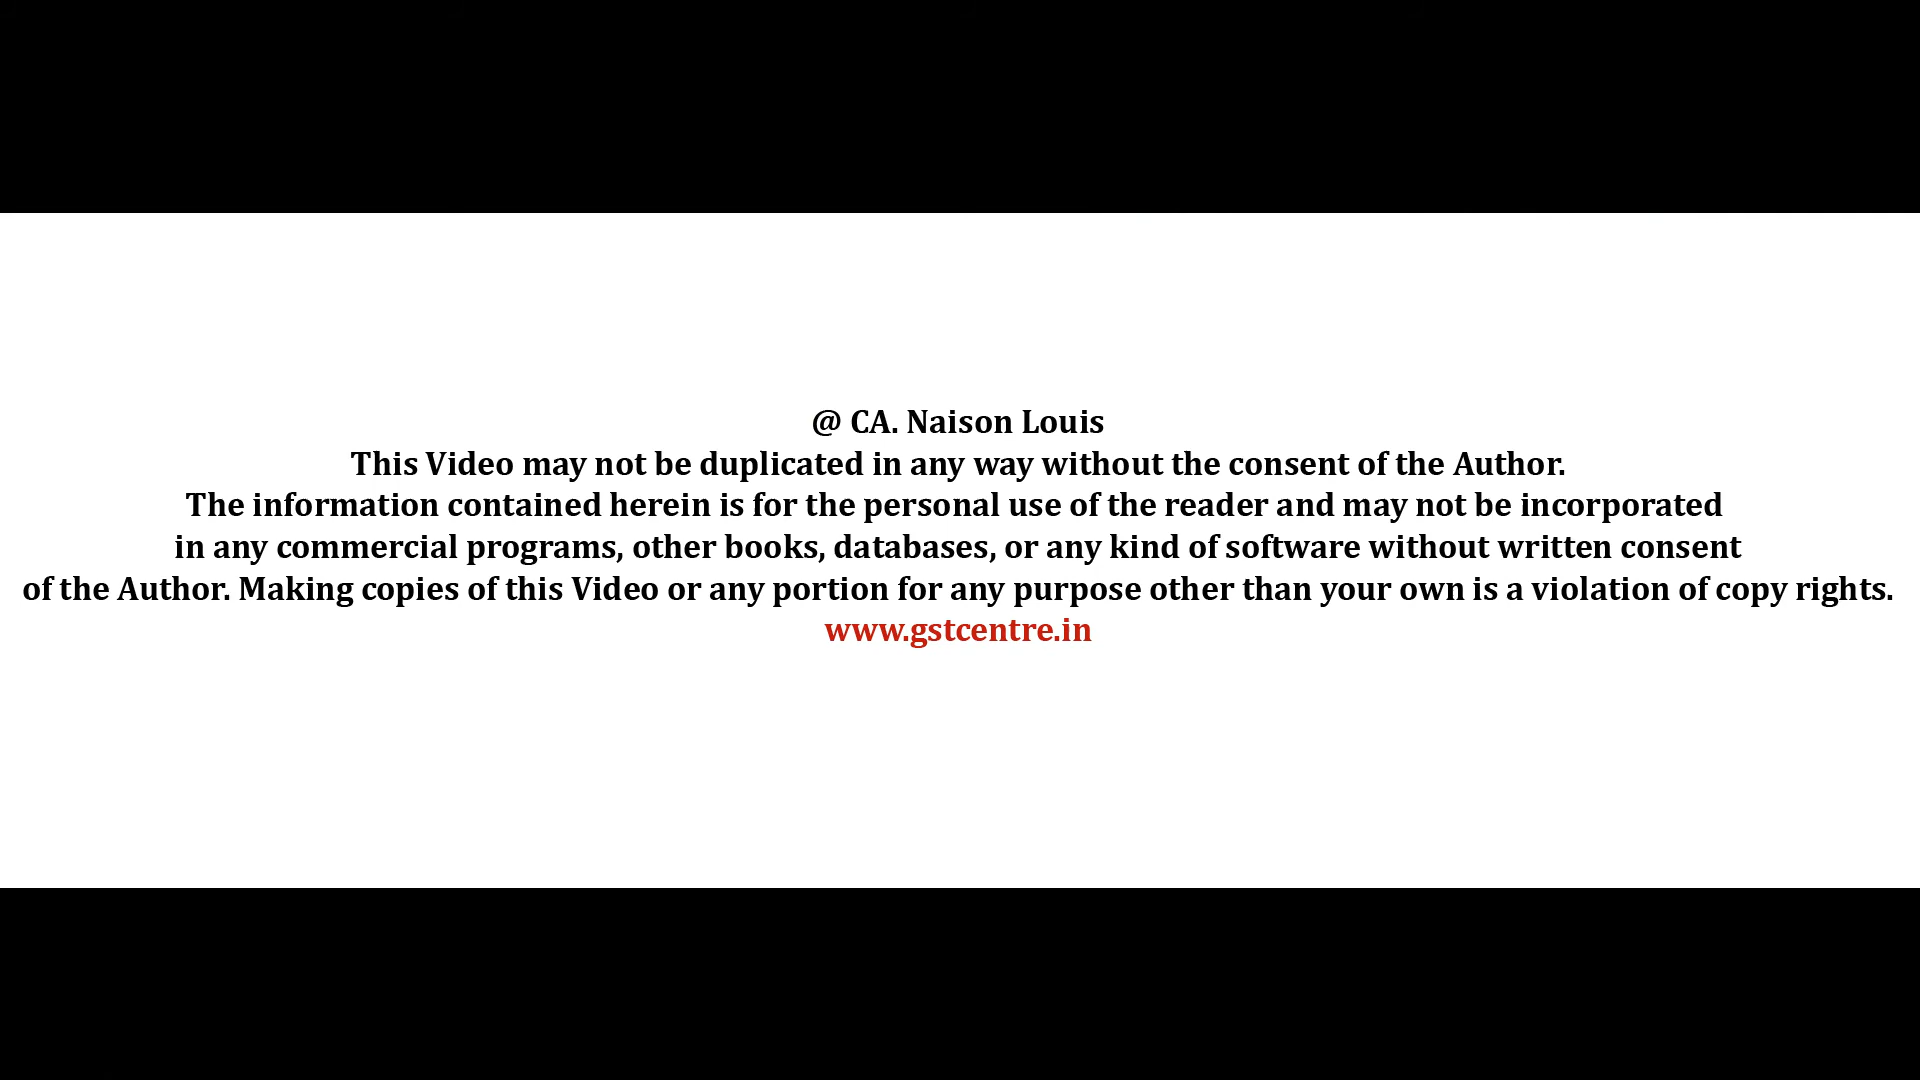 @ CA. Naison Louis
This Video may not be duplicated in any way without the consent of the Author.
The information contained herein is for the personal use of the reader and may not be incorporated
in any commercial programs, other books, databases, or any kind of software without written consent
of the Author. Making copies of this Video or any portion for any purpose other than your own is a violation of copy rights.
www.gstcentre.in